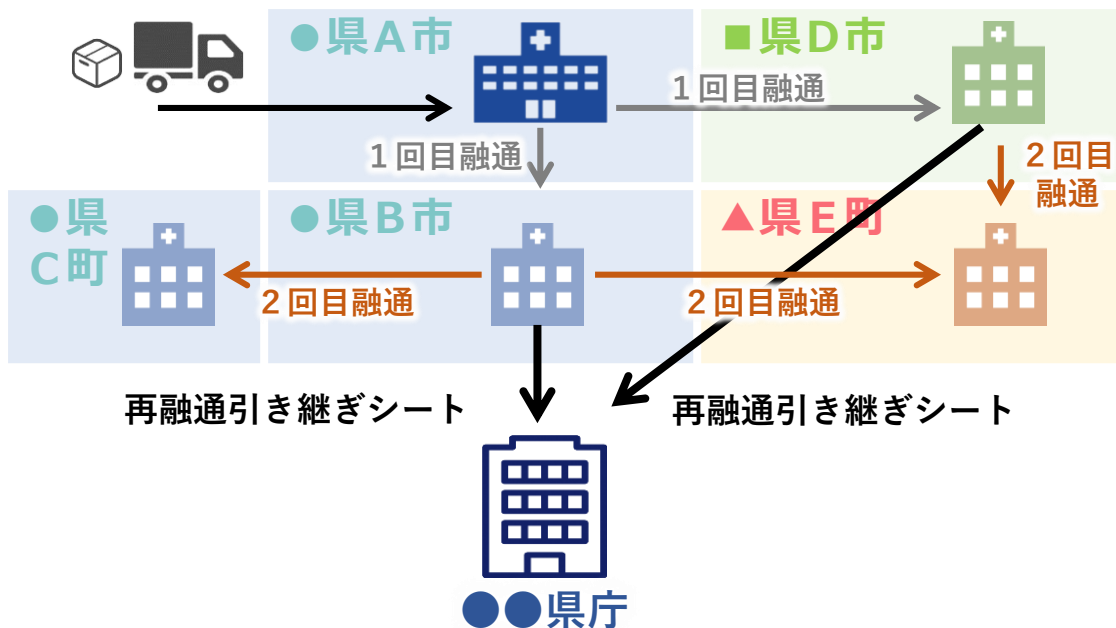 ●県A市
■県D市
1回目融通
1回目融通
2回目
融通
●県
C町
●県B市
▲県E町
2回目融通
2回目融通
再融通引き継ぎシート
再融通引き継ぎシート
●●県庁